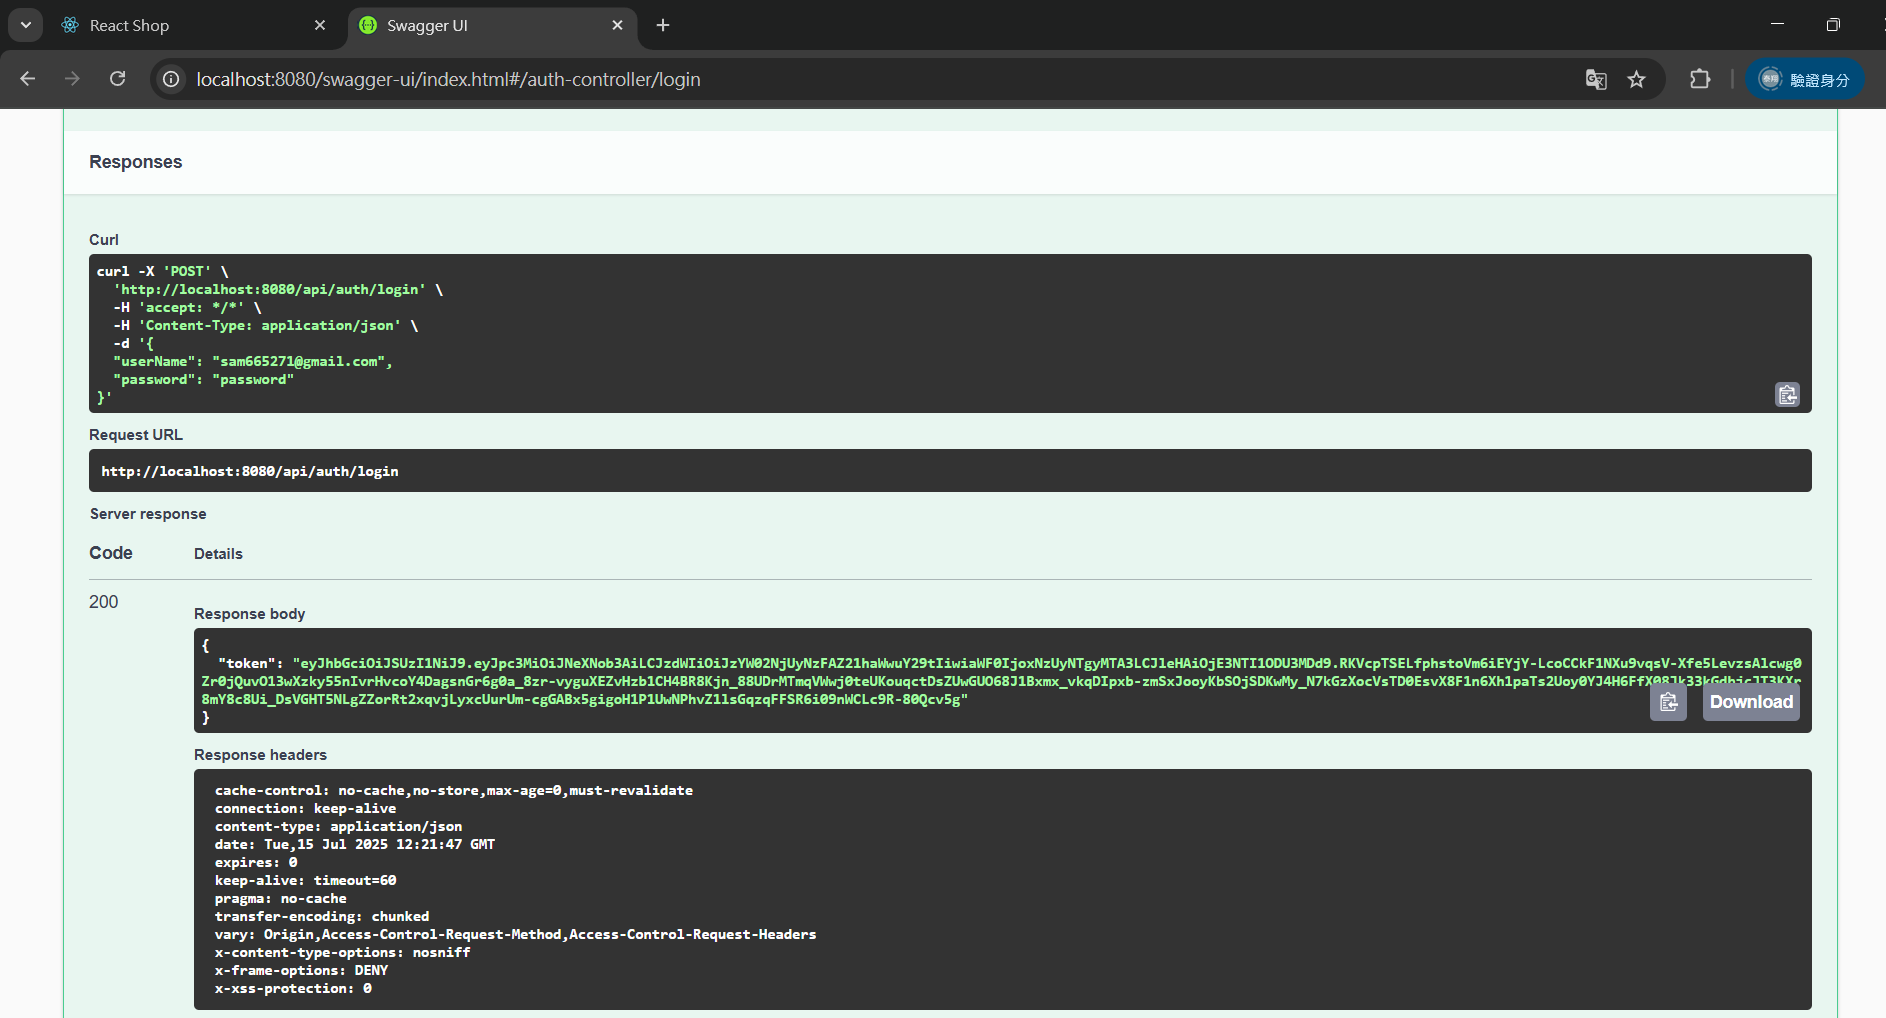 React Shop
Swagger UI
localhost:8080/swagger-ui/index.html#/auth-controller/login
驗證身分
Responses
Curl
curl -X 'POST' \
'http://localhost:8080/api/auth/login' \
-H 'accept: */*' \
-H 'Content-Type: application/json' \
-d '{
"userName": "sam665271@gmail.com",
"password": "password"
}'
Request URL
http://localhost:8080/api/auth/login
Server response
Code
Details
200
Response body
{
"token": "eyJhbGciOiJSUzI1NiJ9.eyJpc3MiOiJNeXNob3AiLCJzdWIiOiJzYW02NjUyNzFAZ21haWwuY29tIiwiaWF0IjoxNzUyNTgyMTA3LCJleHAiOjE3NTI1ODU3MDd9.RKVcpTSELfphstoVm6iEYjY-LcoCCkF1NXu9vqsV-Xfe5LevzsAlcwg0
Zr0jQuvO13wXzky55nIvrHvcoY4DagsnGr6g0a_8zr-vyguXEZvHzb1CH4BR8Kjn_88UDrMTmqVWwj0teUKouqctDsZUwGUO68J1Bxmx_vkqDIpxb-zmSxJooyKbSOjSDKwMy_N7kGzXocVsTD0EsvX8F1n6Xh1paTs2Uoy0YJ4H6FfX08Jk33kGdhjcJT3KXr
8mY8c8Ui_DsVGHT5NLgZZorRt2xqvjLyxcUurUm-cgGABx5gigoH1P1UwNPhvZ1lsGqzqFFSR6i09nWCLc9R-80Qcv5g"
}
Download
Response headers
cache-control: no-cache,no-store,max-age=0,must-revalidate
connection: keep-alive
content-type: application/json
date: Tue,15 Jul 2025 12:21:47 GMT
expires: 0
keep-alive: timeout=60
pragma: no-cache
transfer-encoding: chunked
vary: Origin,Access-Control-Request-Method,Access-Control-Request-Headers
x-content-type-options: nosniff
x-frame-options: DENY
x-xss-protection: 0